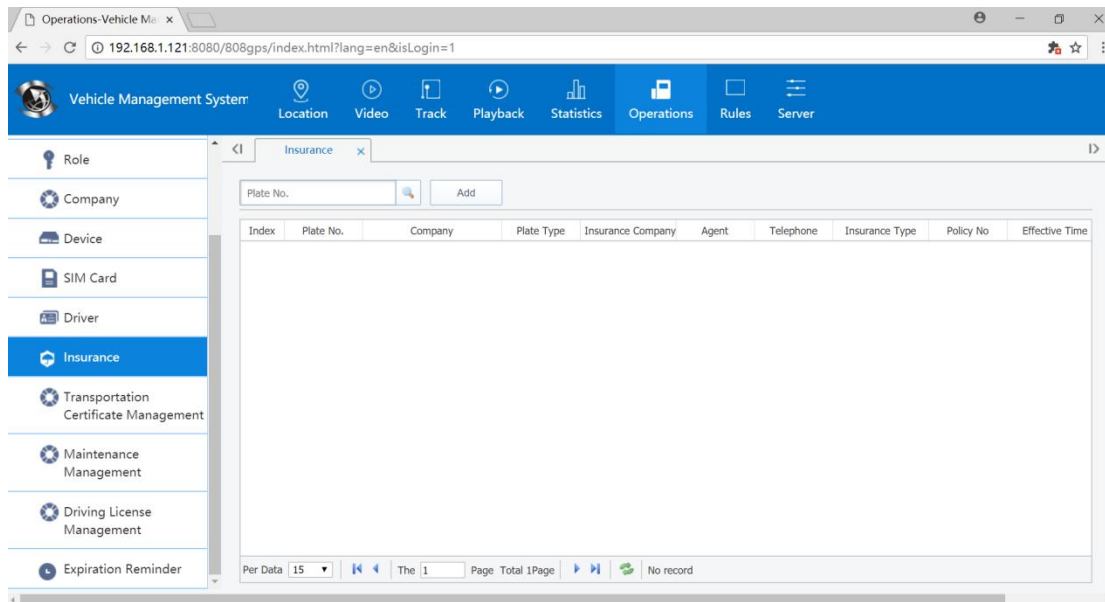 Operations-Vehicle Ma
192.168.1.121:8080/808gps/index.html?lang=en&isLogin=1
Vehicle Management System
Location Video Track Playback Statistics Operations Rules Server
Role
Company
Device
SIM Card
Driver
Insurance
Transportation
Certificate Management
Maintenance
Management
Driving License
Management
Expiration Reminder
Insurance
Plate No. Add
Index Plate No. Company Plate Type Insurance Company Agent Telephone Insurance Type Policy No Effective Time
Per Data 15 The 1 Page Total 1Page No record